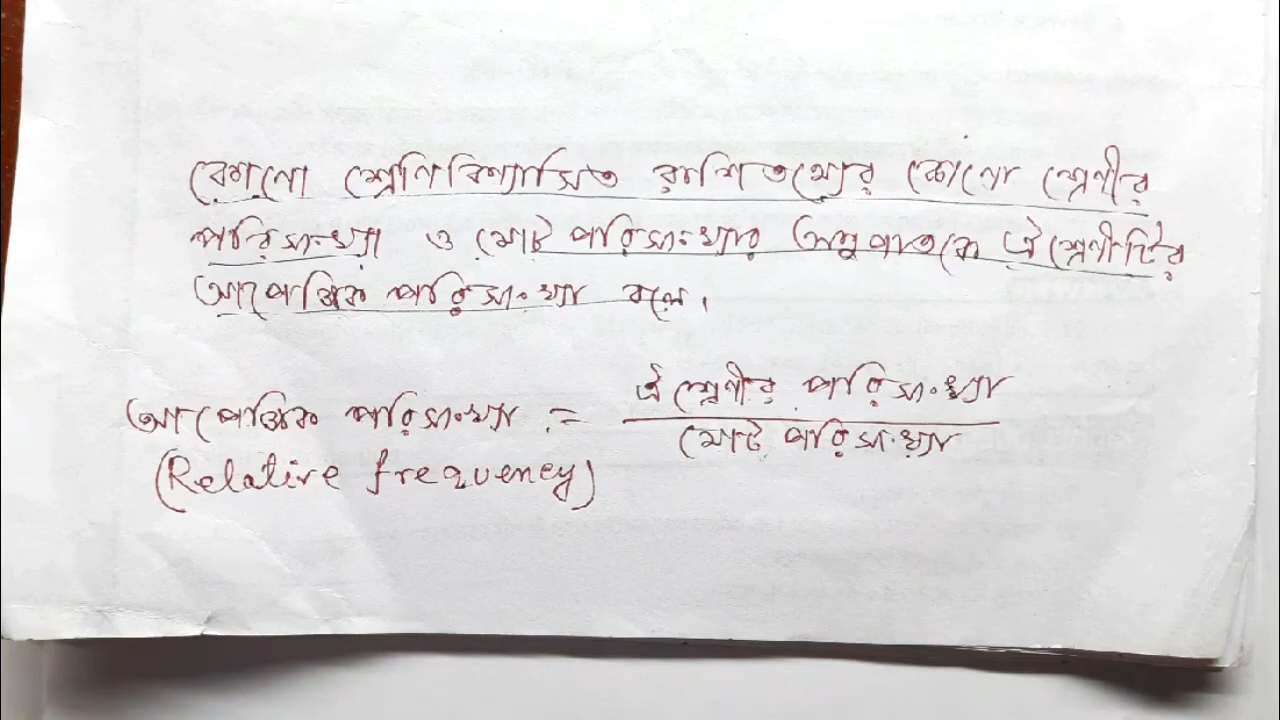 কোনো শ্রেণিবিন্যাসিত রাশিতথ্যের কোনো শ্রেণীর
পরিসংখ্যা ও মোট পরিসংখ্যার অনুপাতকে ঐ শ্রেণীটির
আপেক্ষিক পরিসংখ্যা বলে।
আপেক্ষিক পরিসংখ্যা = ঐ শ্রেণীর পরিসংখ্যা
মোট পরিসংখ্যা
(Relative frequency)